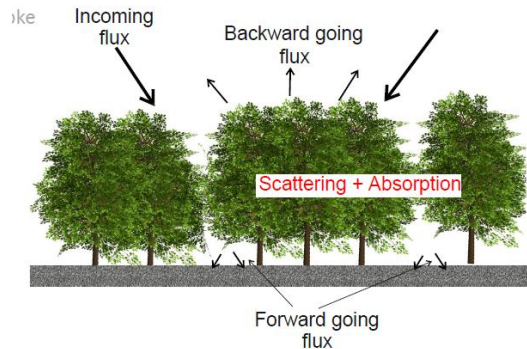 Incoming
flux
Backward going
flux
Scattering + Absorption
Forward going
flux